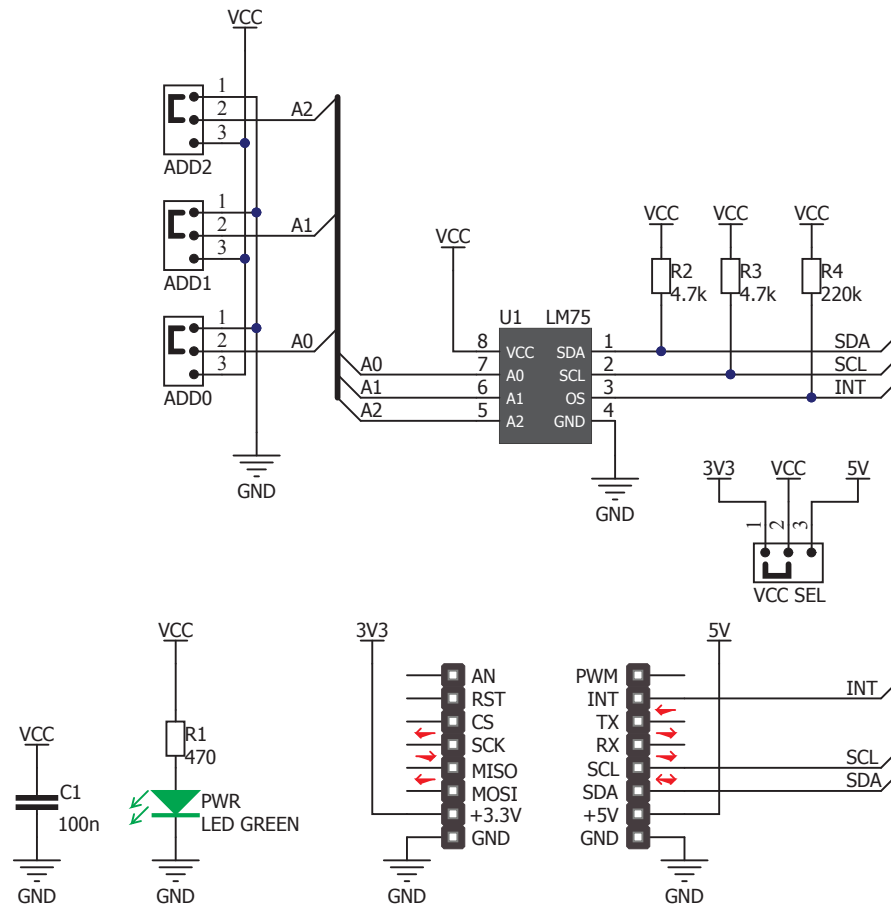 VCC
1
2
3
A2
ADD2
1
2
3
A1
ADD1
1
2
3
A0
ADD0
GND
VCC
A0
A1
A2
U1 LM75
8 VCC SDA 1
7 A0 SCL 2
6 A1 OS 3
5 A2 GND 4
GND
VCC VCC VCC
R2
4.7k
R3
4.7k
R4
220k
SDA
SCL
INT
3V3 VCC 5V
1 2 3
VCC SEL
VCC
C1
100n
GND
VCC
R1
470
PWR
LED GREEN
GND
3V3
AN
RST
CS
SCK
MISO
MOSI
+3.3V
GND
GND
5V
PWM
INT
TX
RX
SCL
SDA
+5V
GND
GND
INT
SCL
SDA